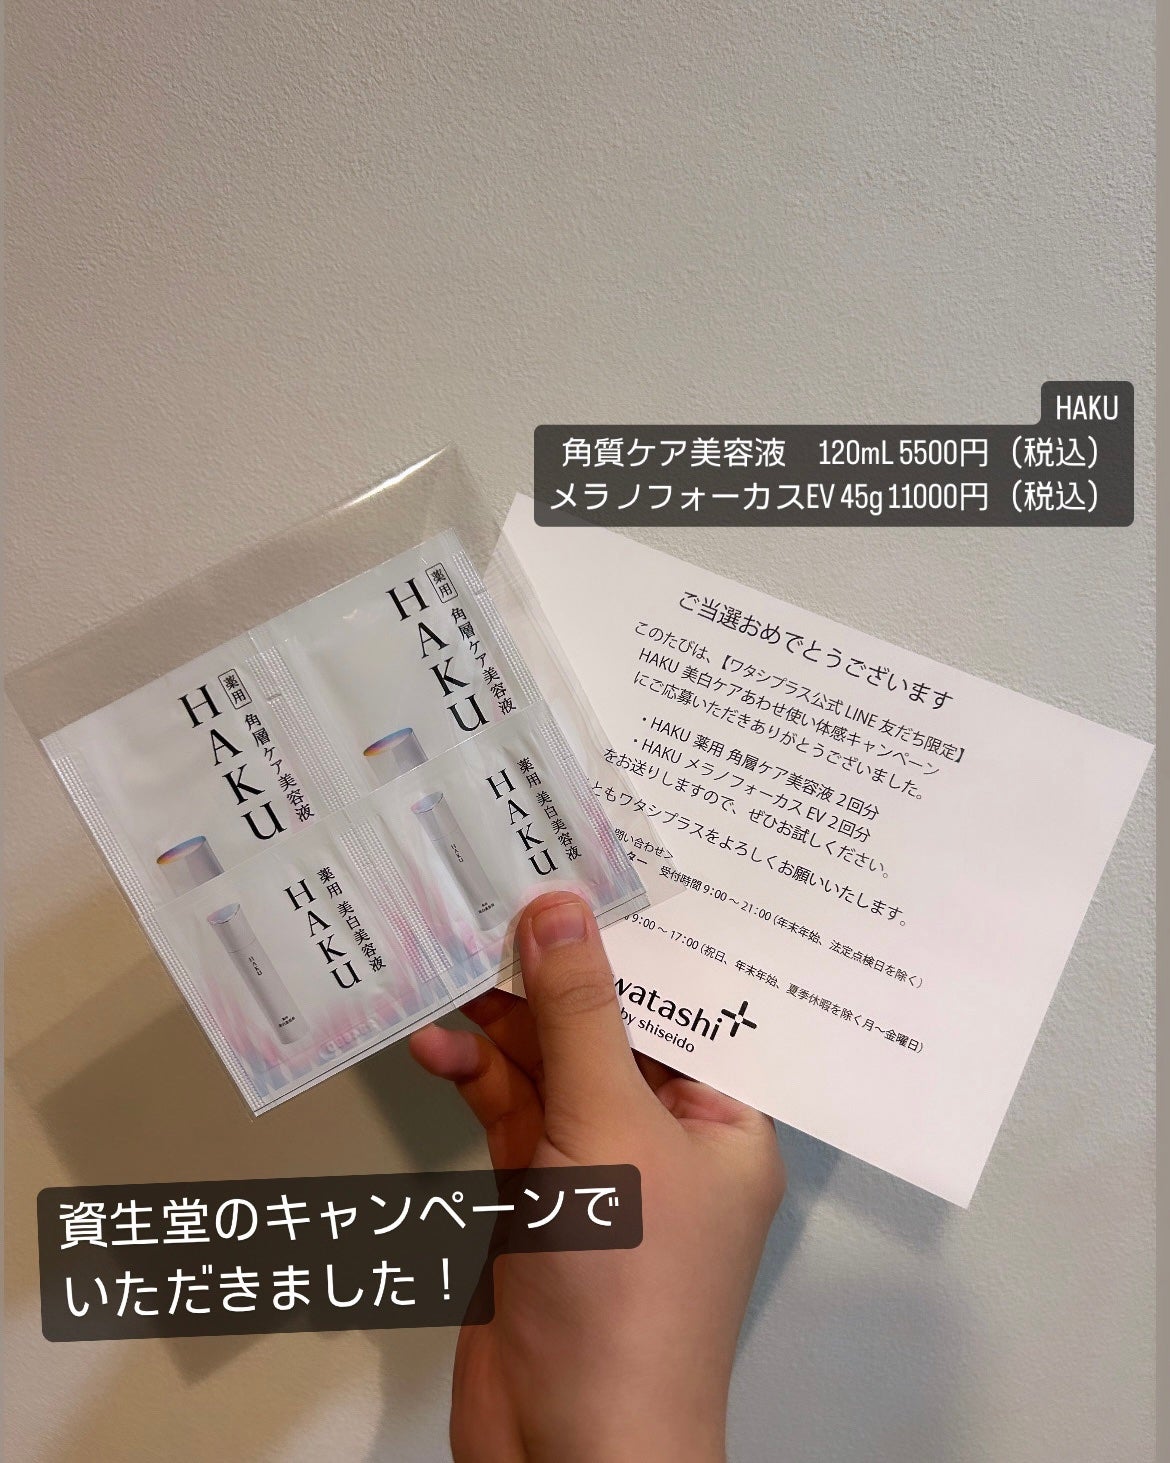 HAKU
角質ケア美容液　120mL 5500円（税込）
メラノフォーカスEV 45g 11000円（税込）
HAKU
薬用
角層ケア美容液
HAKU
薬用
角層ケア美容液
HAKU
薬用 美白美容液
HAKU
HAKU
薬用 美白美容液
HAKU
ご当選おめでとうございます
このたびは、【ワタシプラス公式 LINE 友だち限定】
HAKU 美白ケアあわせ使い体感キャンペーン
にご応募いただきありがとうございました。
・HAKU 薬用 角層ケア美容液 2回分
・HAKU メラノフォーカス EV 2回分
をお送りしますので、ぜひお試しください。
ともワタシプラスをよろしくお願いいたします。
問い合わせ
ター　受付時間 9:00～21:00（年末年始、法定点検日を除く）
9:00～17:00（祝日、年末年始、夏季休暇を除く月～金曜日）
watashi+
by shiseido
資生堂のキャンペーンで
いただきました！